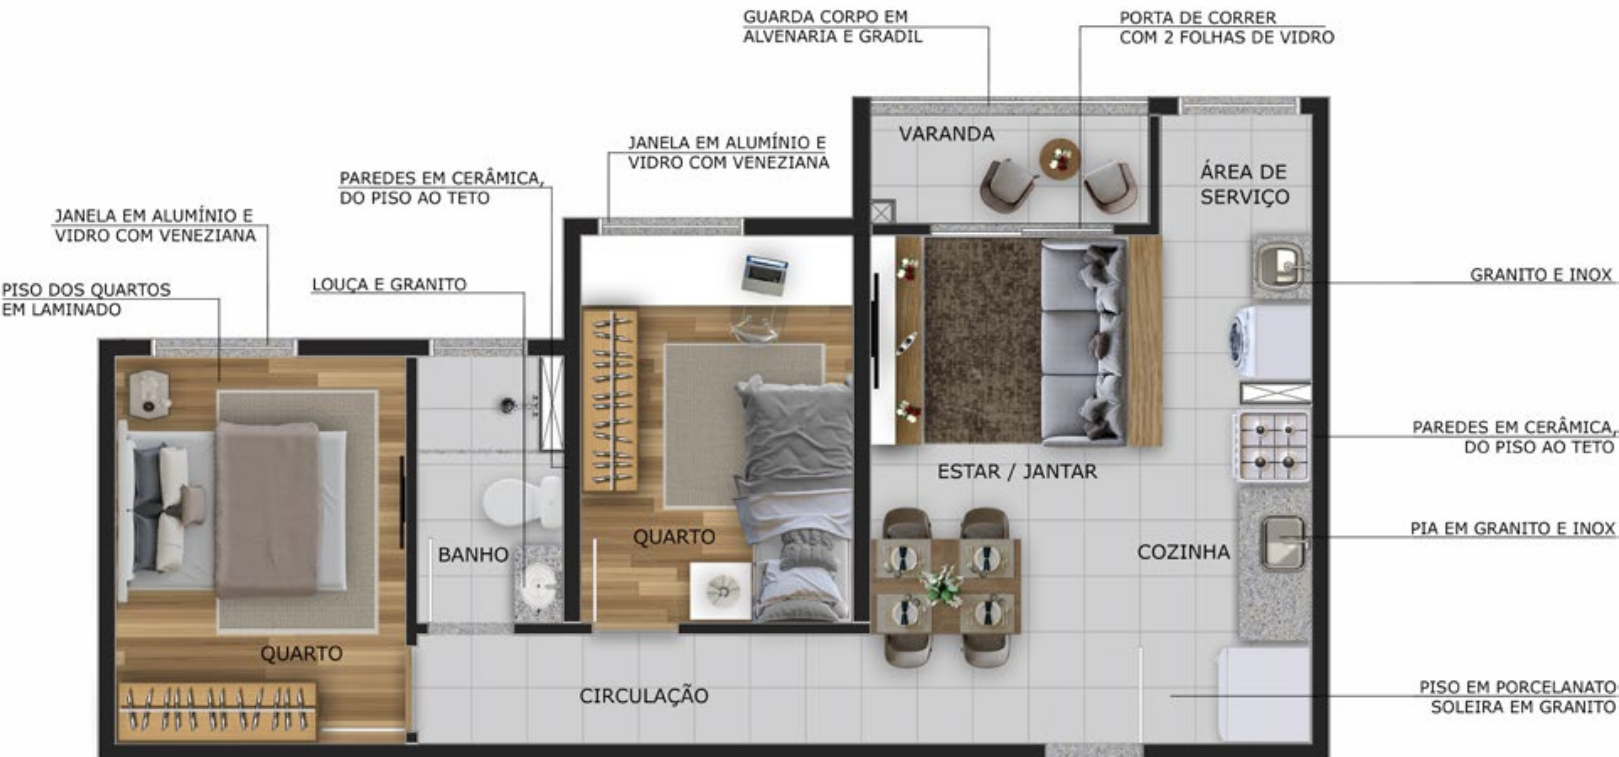 GUARDA CORPO EM
ALVENARIA E GRADIL
PORTA DE CORRER
COM 2 FOLHAS DE VIDRO
JANELA EM ALUMÍNIO E
VIDRO COM VENEZIANA
PAREDES EM CERÂMICA,
DO PISO AO TETO
JANELA EM ALUMÍNIO E
VIDRO COM VENEZIANA
PISO DOS QUARTOS
EM LAMINADO
LOUÇA E GRANITO
VARANDA
ÁREA DE
SERVIÇO
GRANITO E INOX
PAREDES EM CERÂMICA,
DO PISO AO TETO
ESTAR / JANTAR
PIA EM GRANITO E INOX
QUARTO
BANHO
COZINHA
QUARTO
CIRCULAÇÃO
PISO EM PORCELANATO
SOLEIRA EM GRANITO